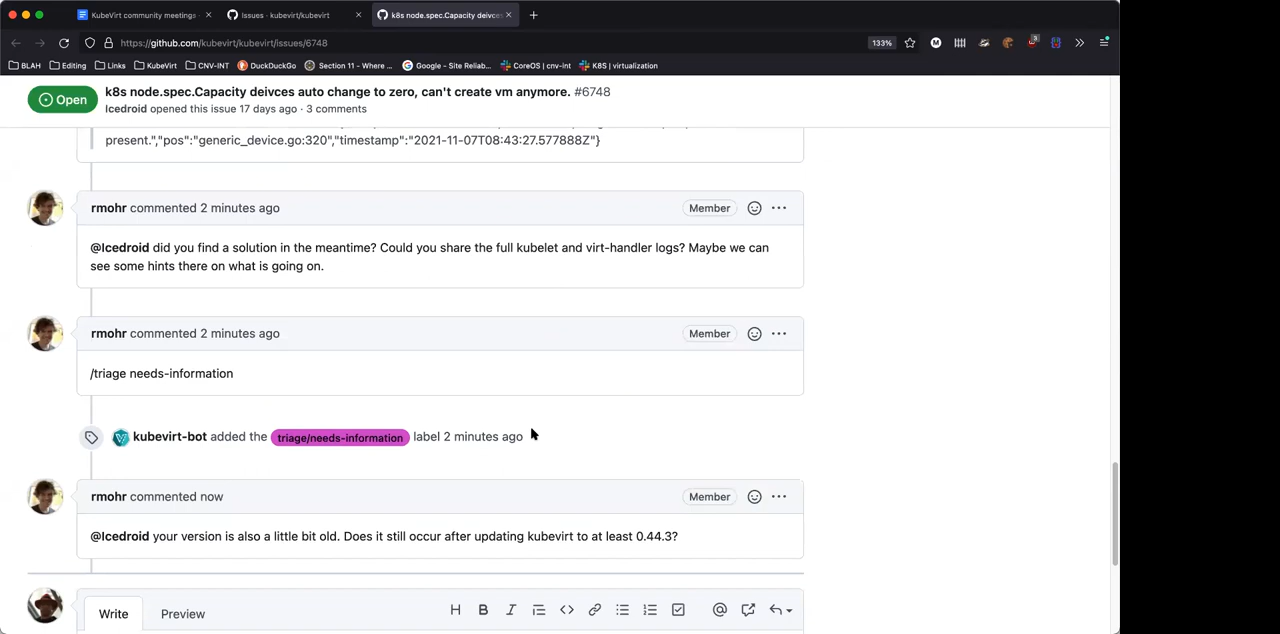 KubeVirt community meetings -
Issues · kubevirt/kubevirt
k8s node.spec.Capacity deivces
https://github.com/kubevirt/kubevirt/issues/6748
133%
BLAH
Editing
Links
KubeVirt
CNV-INT
DuckDuckGo
Section 11 – Where ...
Google - Site Reliab...
CoreOS | cnv-int
K8S | virtualization
Open
k8s node.spec.Capacity deivces auto change to zero, can't create vm anymore. #6748
Icedroid opened this issue 17 days ago · 3 comments
present.","pos":"generic_device.go:320","timestamp":"2021-11-07T08:43:27.577888Z"}
rmohr commented 2 minutes ago
Member
@Icedroid did you find a solution in the meantime? Could you share the full kubelet and virt-handler logs? Maybe we can
see some hints there on what is going on.
rmohr commented 2 minutes ago
Member
/triage needs-information
kubevirt-bot added the triage/needs-information label 2 minutes ago
rmohr commented now
Member
@Icedroid your version is also a little bit old. Does it still occur after updating kubevirt to at least 0.44.3?
Write
Preview